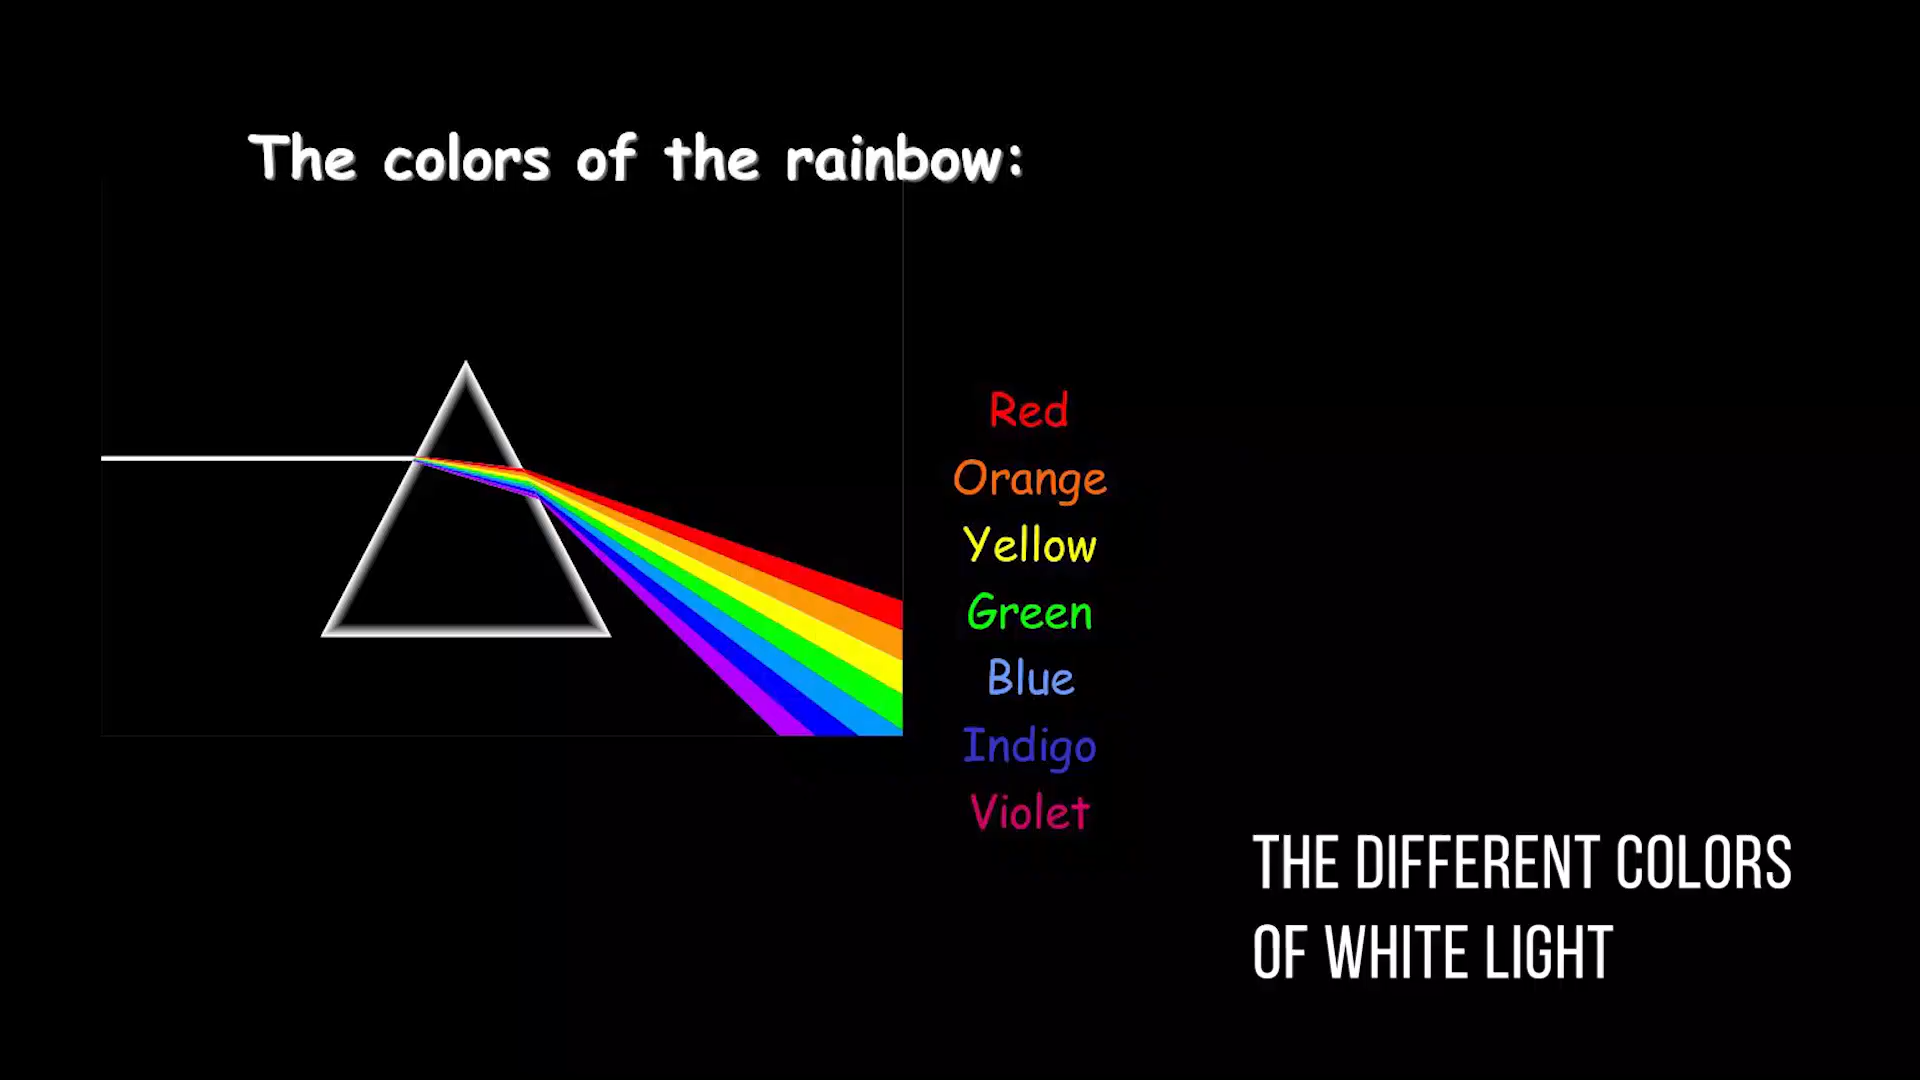 The colors of the rainbow:
Red
Orange
Yellow
Green
Blue
Indigo
Violet
THE DIFFERENT COLORS
OF WHITE LIGHT